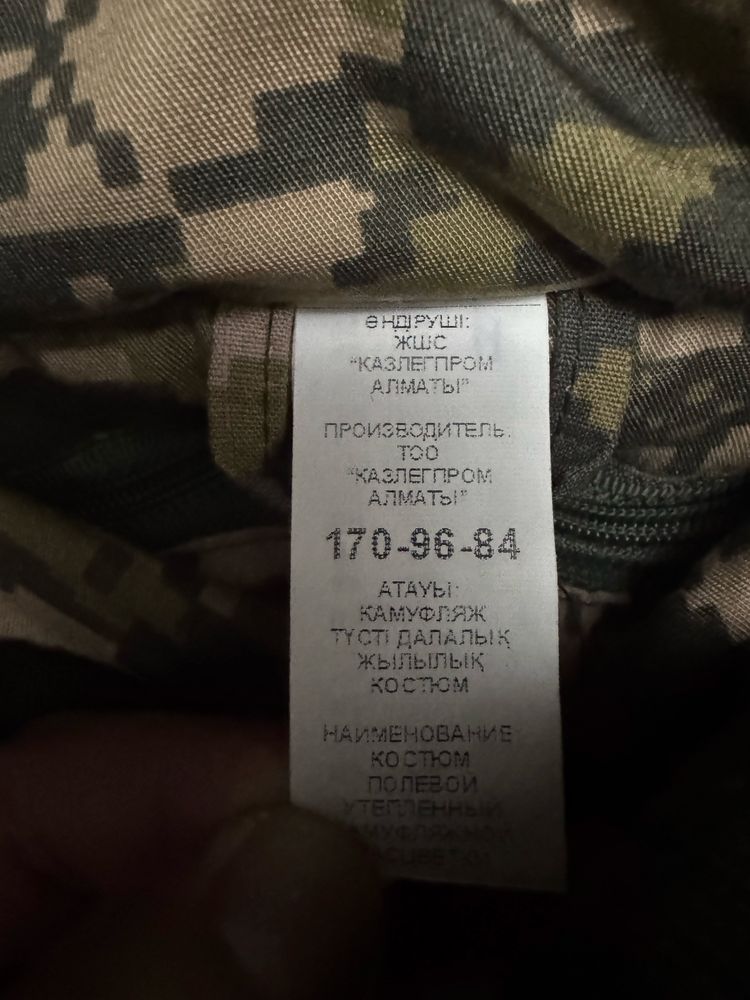 ӨНДІРУШІ:
ЖШС
"КАЗЛЕГПРОМ
АЛМАТЫ"
ПРОИЗВОДИТЕЛЬ:
ТОО
"КАЗЛЕГПРОМ
АЛМАТЫ"
170-96-84
АТАУЫ:
КАМУФЛЯЖ
ТҮСТІ ДАЛАЛЫҚ
ЖЫЛЫЛЫҚ
КОСТЮМ
НАИМЕНОВАНИЕ
КОСТЮМ
ПОЛЕВОЙ
УТЕПЛЕННЫЙ